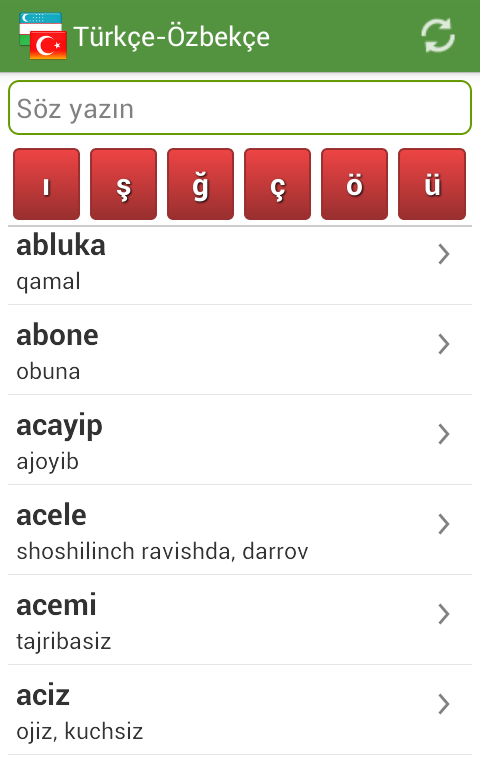 Türkçe-Özbekçe
Söz yazın
ı ş ğ ç ö ü
abluka
qamal
abone
obuna
acayip
ajoyib
acele
shoshilinch ravishda, darrov
acemi
tajribasiz
aciz
ojiz, kuchsiz